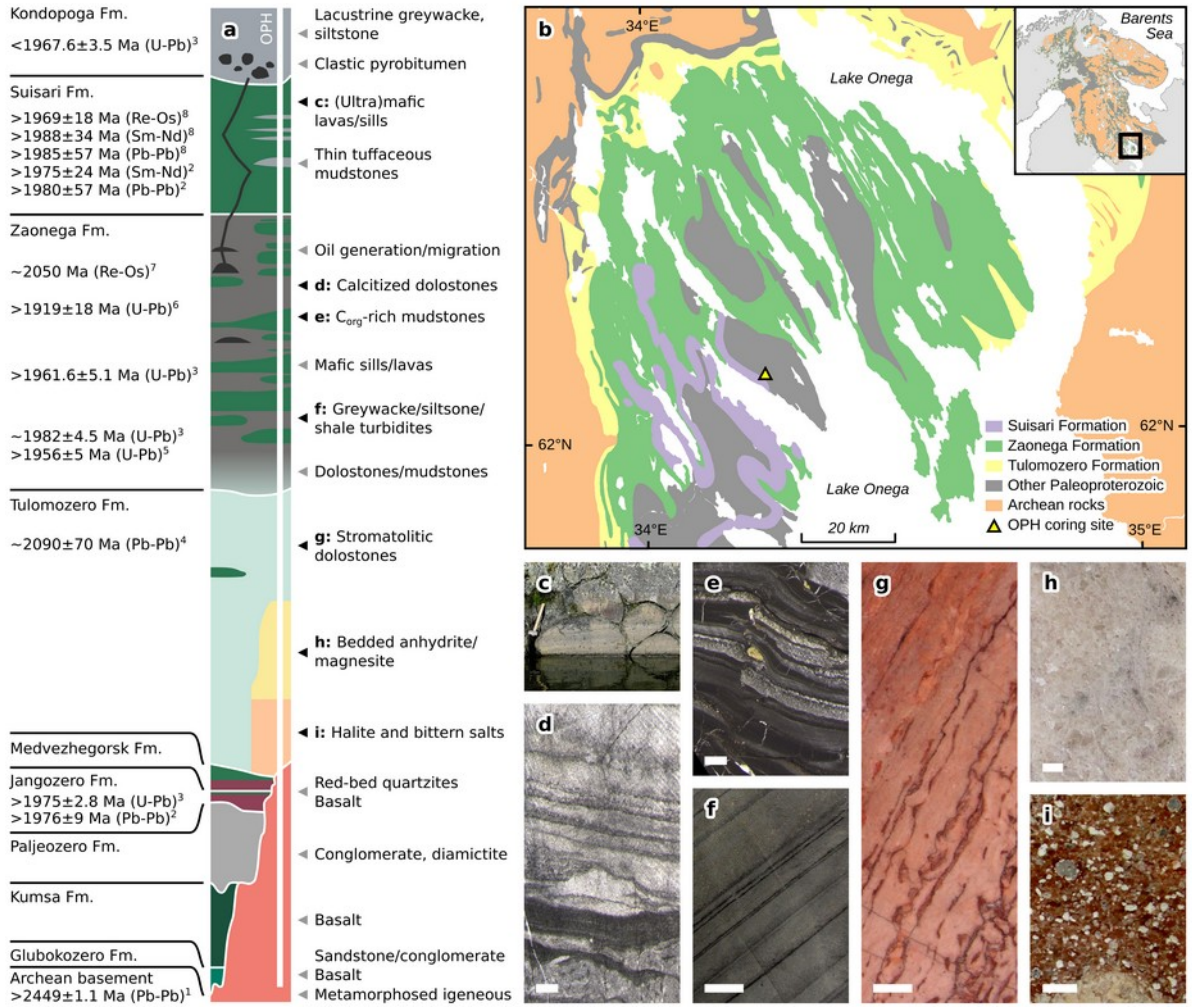 Kondopoga Fm.
<1967.6±3.5 Ma (U-Pb)³
Suisari Fm.
>1969±18 Ma (Re-Os)⁸
>1988±34 Ma (Sm-Nd)⁸
>1985±57 Ma (Pb-Pb)⁸
>1975±24 Ma (Sm-Nd)²
>1980±57 Ma (Pb-Pb)²
Zaonega Fm.
~2050 Ma (Re-Os)⁷
>1919±18 Ma (U-Pb)⁶
>1961.6±5.1 Ma (U-Pb)³
~1982±4.5 Ma (U-Pb)³
>1956±5 Ma (U-Pb)⁵
Tulomozero Fm.
~2090±70 Ma (Pb-Pb)⁴
Medvezhegorsk Fm.
Jangozero Fm.
>1975±2.8 Ma (U-Pb)³
>1976±9 Ma (Pb-Pb)²
Paljeozero Fm.
Kumsa Fm.
Glubokozero Fm.
Archean basement
>2449±1.1 Ma (Pb-Pb)¹
a
OPH
Lacustrine greywacke,
siltstone
Clastic pyrobitumen
c: (Ultra)mafic
lavas/sills
Thin tuffaceous
mudstones
Oil generation/migration
d: Calcitized dolostones
e: Corg-rich mudstones
Mafic sills/lavas
f: Greywacke/siltsone/
shale turbidites
Dolostones/mudstones
g: Stromatolitic
dolostones
h: Bedded anhydrite/
magnesite
i: Halite and bittern salts
Red-bed quartzites
Basalt
Conglomerate, diamictite
Basalt
Sandstone/conglomerate
Basalt
Metamorphosed igneous
b
34°E
Lake Onega
Barents
Sea
62°N
62°N
Suisari Formation
Zaonega Formation
Tulomozero Formation
Other Paleoproterozoic
Archean rocks
OPH coring site
Lake Onega
20 km
34°E
35°E
c
d
e
f
g
h
i